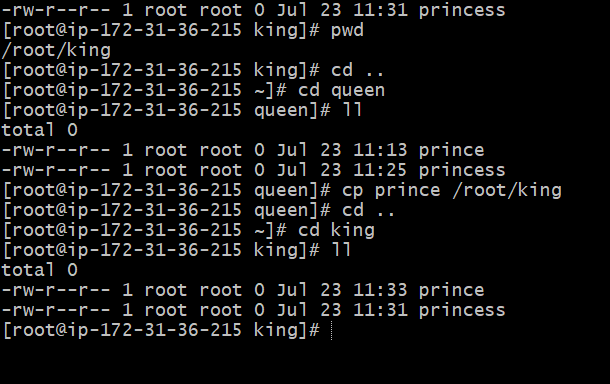 -rw-r--r-- 1 root root 0 Jul 23 11:31 princess
[root@ip-172-31-36-215 king]# pwd
/root/king
[root@ip-172-31-36-215 king]# cd ..
[root@ip-172-31-36-215 ~]# cd queen
[root@ip-172-31-36-215 queen]# ll
total 0
-rw-r--r-- 1 root root 0 Jul 23 11:13 prince
-rw-r--r-- 1 root root 0 Jul 23 11:25 princess
[root@ip-172-31-36-215 queen]# cp prince /root/king
[root@ip-172-31-36-215 queen]# cd ..
[root@ip-172-31-36-215 ~]# cd king
[root@ip-172-31-36-215 king]# ll
total 0
-rw-r--r-- 1 root root 0 Jul 23 11:33 prince
-rw-r--r-- 1 root root 0 Jul 23 11:31 princess
[root@ip-172-31-36-215 king]#